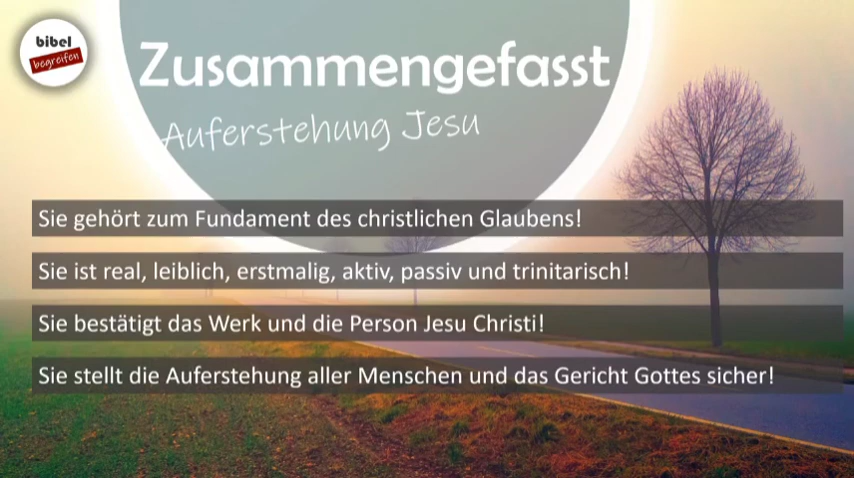 bibel
begreifen
Zusammengefasst
Auferstehung Jesu
Sie gehört zum Fundament des christlichen Glaubens!
Sie ist real, leiblich, erstmalig, aktiv, passiv und trinitarisch!
Sie bestätigt das Werk und die Person Jesu Christi!
Sie stellt die Auferstehung aller Menschen und das Gericht Gottes sicher!